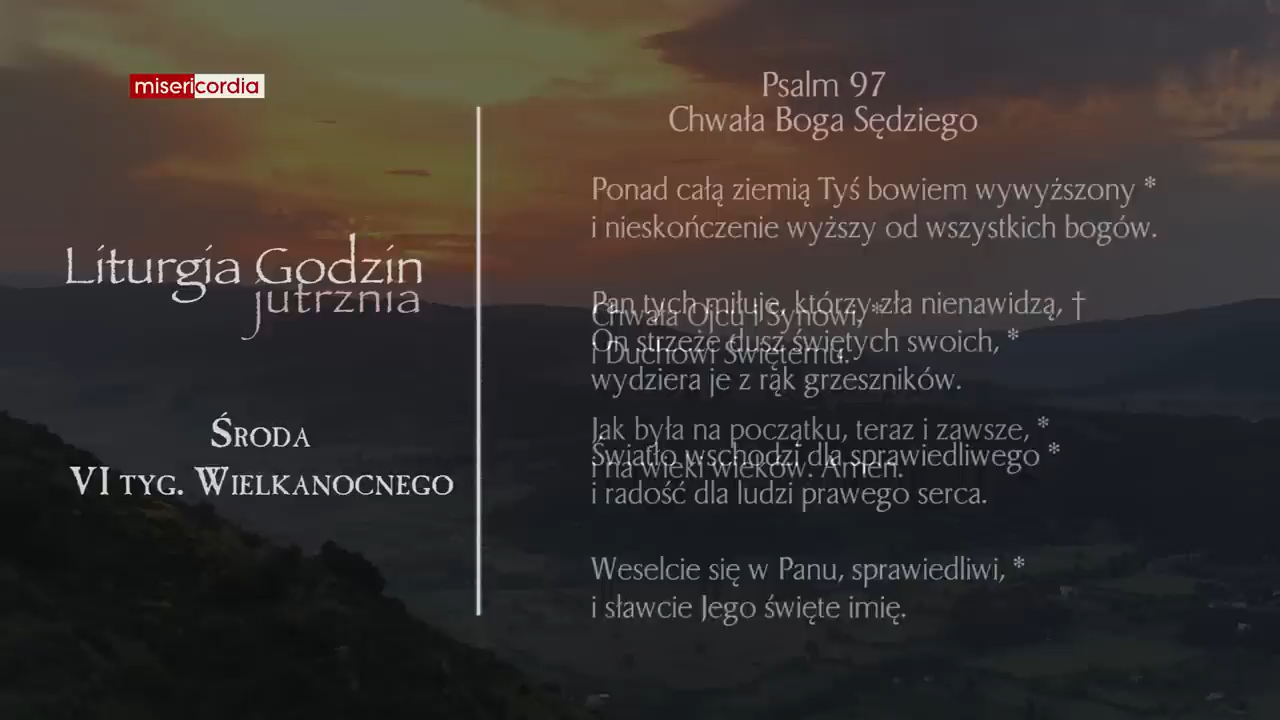 misericordia
Liturgia Godzin
jutrznia
Środa
VI tyg. Wielkanocnego
Psalm 97
Chwała Boga Sędziego
Ponad całą ziemią Tyś bowiem wywyższony *
i nieskończenie wyższy od wszystkich bogów.
Pan tych miłuje, którzy zła nienawidzą, †
Chwała Ojcu i Synowi, *
On strzeże dusz świętych swoich, *
i Duchowi Świętemu.
wydziera je z rąk grzeszników.
Jak była na początku, teraz i zawsze, *
Światło wschodzi dla sprawiedliwego *
i na wieki wieków. Amen.
i radość dla ludzi prawego serca.
Weselcie się w Panu, sprawiedliwi, *
i sławcie Jego święte imię.